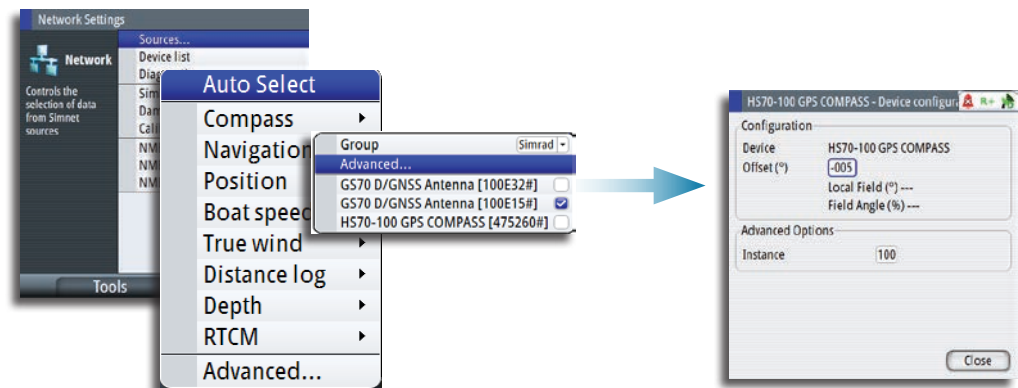 Network Settings
Network
Controls the
selection of data
from Simnet
sources
Sources...
Device list
Tools
Auto Select
Compass
Navigation
Position
Boat speed
True wind
Distance log
Depth
RTCM
Advanced...
Group Simrad
Advanced...
GS70 D/GNSS Antenna [100E32#]
GS70 D/GNSS Antenna [100E15#]
HS70-100 GPS COMPASS [475260#]
HS70-100 GPS COMPASS - Device configur
R+
Configuration
Device HS70-100 GPS COMPASS
Offset (°) -005
Local Field (°) ---
Field Angle (%) ---
Advanced Options
Instance 100
Close